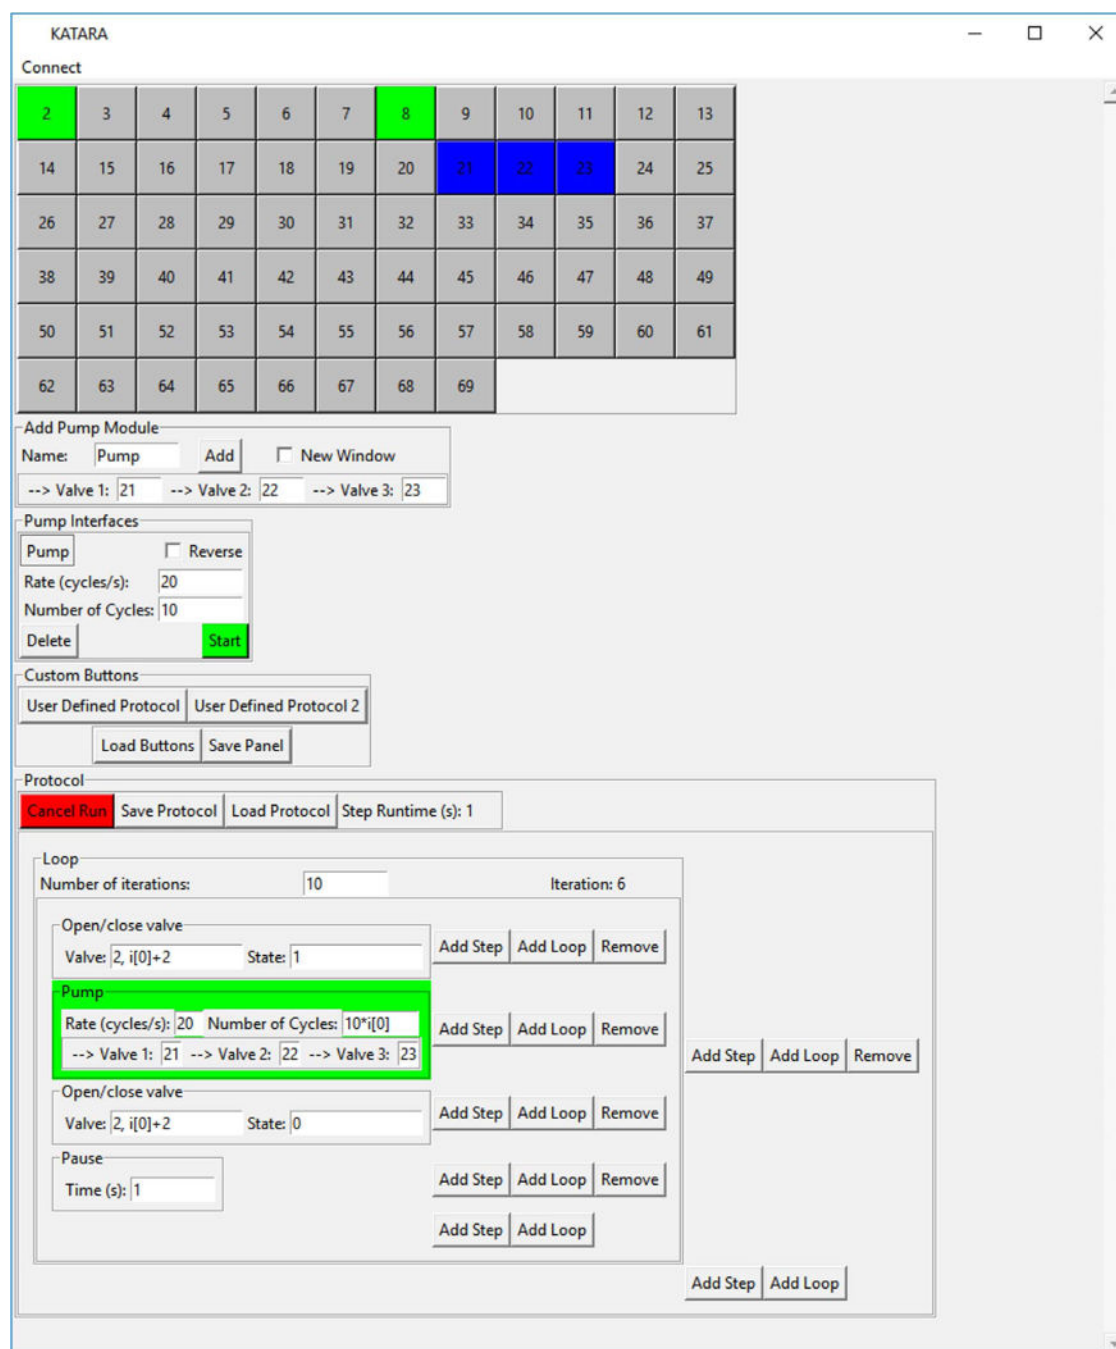 KATARA
Connect
2 3 4 5 6 7 8 9 10 11 12 13
14 15 16 17 18 19 20 21 22 23 24 25
26 27 28 29 30 31 32 33 34 35 36 37
38 39 40 41 42 43 44 45 46 47 48 49
50 51 52 53 54 55 56 57 58 59 60 61
62 63 64 65 66 67 68 69
Add Pump Module
Name: Pump Add New Window
--> Valve 1: 21 --> Valve 2: 22 --> Valve 3: 23
Pump Interfaces
Pump Reverse
Rate (cycles/s): 20
Number of Cycles: 10
Delete Start
Custom Buttons
User Defined Protocol User Defined Protocol 2
Load Buttons Save Panel
Protocol
Cancel Run Save Protocol Load Protocol Step Runtime (s): 1
Loop
Number of iterations: 10 Iteration: 6
Open/close valve
Valve: 2, i[0]+2 State: 1 Add Step Add Loop Remove
Pump
Rate (cycles/s): 20 Number of Cycles: 10*i[0] Add Step Add Loop Remove
--> Valve 1: 21 --> Valve 2: 22 --> Valve 3: 23 Add Step Add Loop Remove
Open/close valve
Valve: 2, i[0]+2 State: 0 Add Step Add Loop Remove
Pause
Time (s): 1 Add Step Add Loop Remove
Add Step Add Loop
Add Step Add Loop